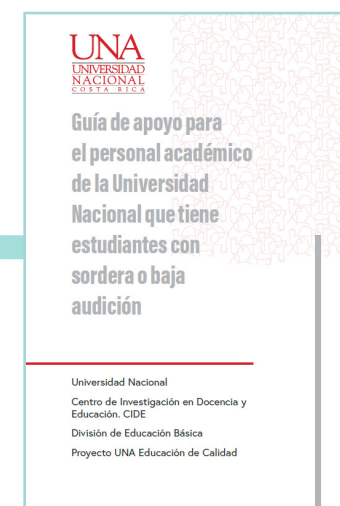 UNA
UNIVERSIDAD
NACIONAL
COSTA RICA
Guía de apoyo para
el personal académico
de la Universidad
Nacional que tiene
estudiantes con
sordera o baja
audición
Universidad Nacional
Centro de Investigación en Docencia y
Educación. CIDE
División de Educación Básica
Proyecto UNA Educación de Calidad